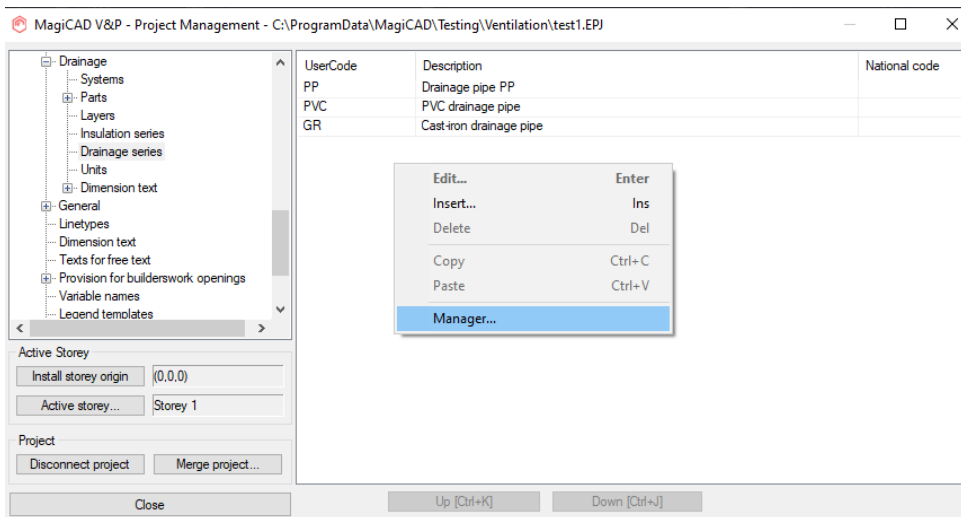 MagiCAD V&P - Project Management - C:\ProgramData\MagiCAD\Testing\Ventilation\test1.EPJ
Drainage
Systems
Parts
Layers
Insulation series
Drainage series
Units
Dimension text
General
Linetypes
Dimension text
Texts for free text
Provision for builderswork openings
Variable names
Legend templates
Active Storey
Install storey origin (0,0,0)
Active storey... Storey 1
Project
Disconnect project Merge project...
Close
UserCode Description National code
PP Drainage pipe PP
PVC PVC drainage pipe
GR Cast-iron drainage pipe
Edit... Enter
Insert... Ins
Delete Del
Copy Ctrl+C
Paste Ctrl+V
Manager...
Up [Ctrl+K] Down [Ctrl+J]